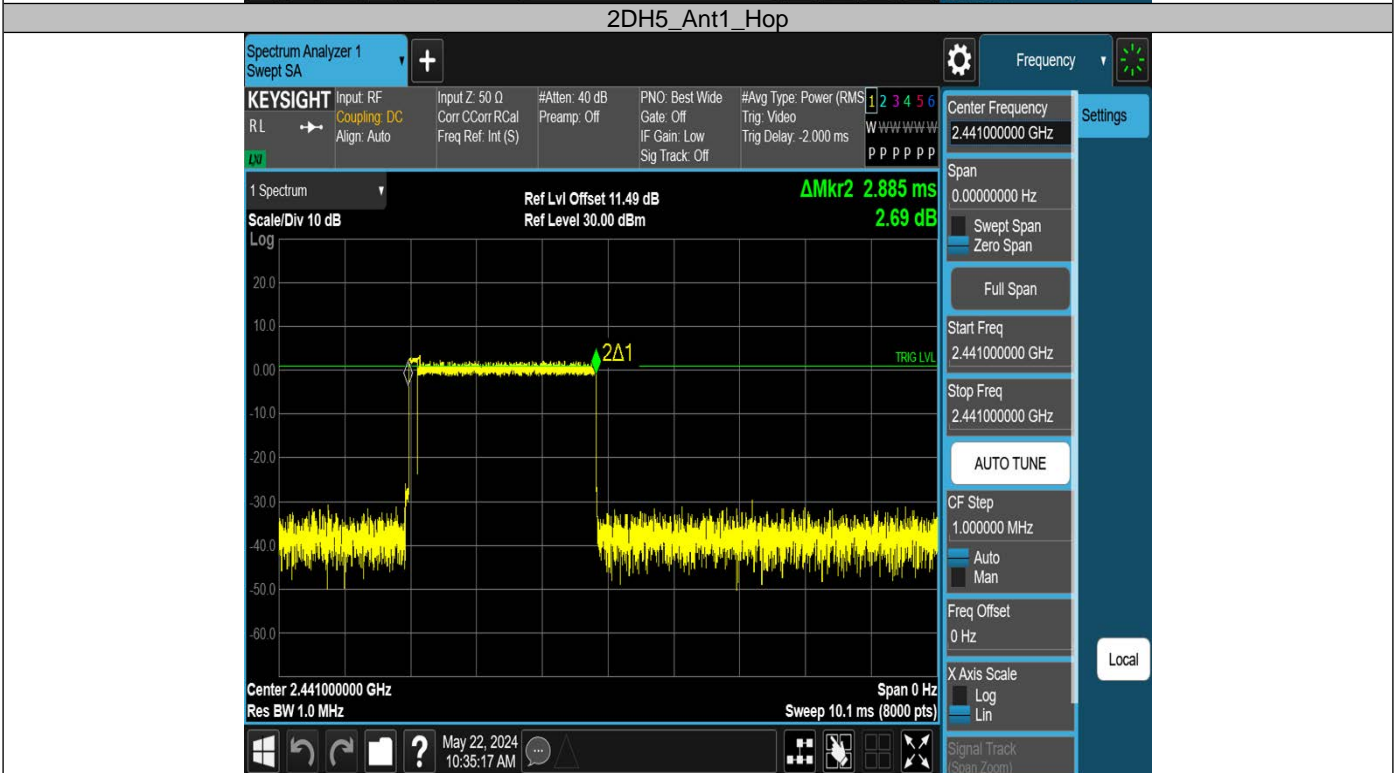 2DH5_Ant1_Hop
Spectrum Analyzer 1
Swept SA
+
Frequency
KEYSIGHT
RL
LXI
Input: RF
Coupling: DC
Align: Auto
Input Z: 50 Ω
Corr CCorr RCal
Freq Ref: Int (S)
#Atten: 40 dB
Preamp: Off
PNO: Best Wide
Gate: Off
IF Gain: Low
Sig Track: Off
#Avg Type: Power (RMS
Trig: Video
Trig Delay: -2.000 ms
1 2 3 4 5 6
W W W W W W
P P P P P P
Center Frequency
2.441000000 GHz
Settings
1 Spectrum
Scale/Div 10 dB
Log
Ref Lvl Offset 11.49 dB
Ref Level 30.00 dBm
ΔMkr2 2.885 ms
2.69 dB
Span
0.00000000 Hz
Swept Span
Zero Span
Full Span
Start Freq
2.441000000 GHz
Stop Freq
2.441000000 GHz
AUTO TUNE
CF Step
1.000000 MHz
Auto
Man
Freq Offset
0 Hz
X Axis Scale
Log
Lin
Signal Track
(Span Zoom)
Local
20.0
10.0
0.00
-10.0
-20.0
-30.0
-40.0
-50.0
-60.0
2Δ1
TRIG LVL
Center 2.441000000 GHz
Res BW 1.0 MHz
Span 0 Hz
Sweep 10.1 ms (8000 pts)
?
May 22, 2024
10:35:17 AM